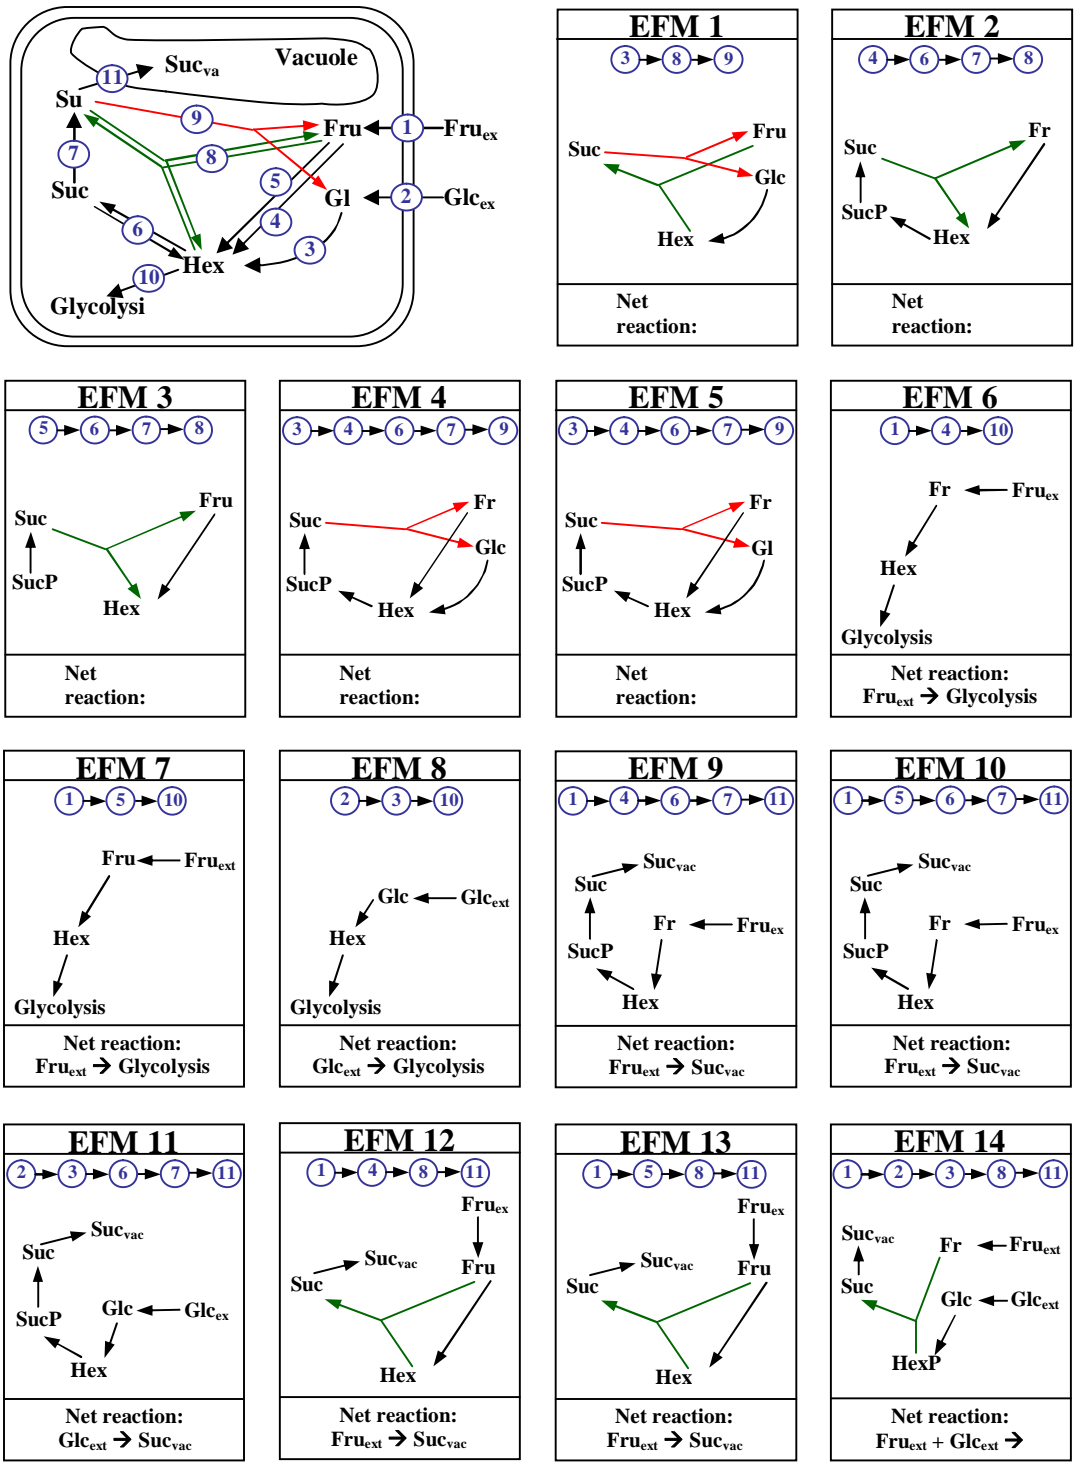 Vacuole
Suc va
11
Su
9
Fru
1
Fru ex
7
8
5
Suc
Gl
2
Glc ex
6
4
3
Hex
10
Glycolysi
EFM 1
3 8 9
Fru
Suc
Glc
Hex
Net
reaction:
EFM 2
4 6 7 8
Fr
Suc
SucP
Hex
Net
reaction:
EFM 3
5 6 7 8
Fru
Suc
SucP
Hex
Net
reaction:
EFM 4
3 4 6 7 9
Fr
Suc
Glc
SucP
Hex
Net
reaction:
EFM 5
3 4 6 7 9
Fr
Suc
Gl
SucP
Hex
Net
reaction:
EFM 6
1 4 10
Fr Fru ex
Hex
Glycolysis
Net reaction:
Fru ext → Glycolysis
EFM 7
1 5 10
Fru Fru ext
Hex
Glycolysis
Net reaction:
Fru ext → Glycolysis
EFM 8
2 3 10
Glc Glc ext
Hex
Glycolysis
Net reaction:
Glc ext → Glycolysis
EFM 9
1 4 6 7 11
Suc vac
Suc
Fr Fru ex
SucP
Hex
Net reaction:
Fru ext → Suc vac
EFM 10
1 5 6 7 11
Suc vac
Suc
Fr Fru ex
SucP
Hex
Net reaction:
Fru ext → Suc vac
EFM 11
2 3 6 7 11
Suc vac
Suc
Glc Glc ex
SucP
Hex
Net reaction:
Glc ext → Suc vac
EFM 12
1 4 8 11
Fru ex
Suc vac
Fru
Suc
Hex
Net reaction:
Fru ext → Suc vac
EFM 13
1 5 8 11
Fru ex
Suc vac
Fru
Suc
Hex
Net reaction:
Fru ext → Suc vac
EFM 14
1 2 3 8 11
Suc vac
Fr Fru ext
Suc
Glc Glc ext
HexP
Net reaction:
Fru ext + Glc ext →